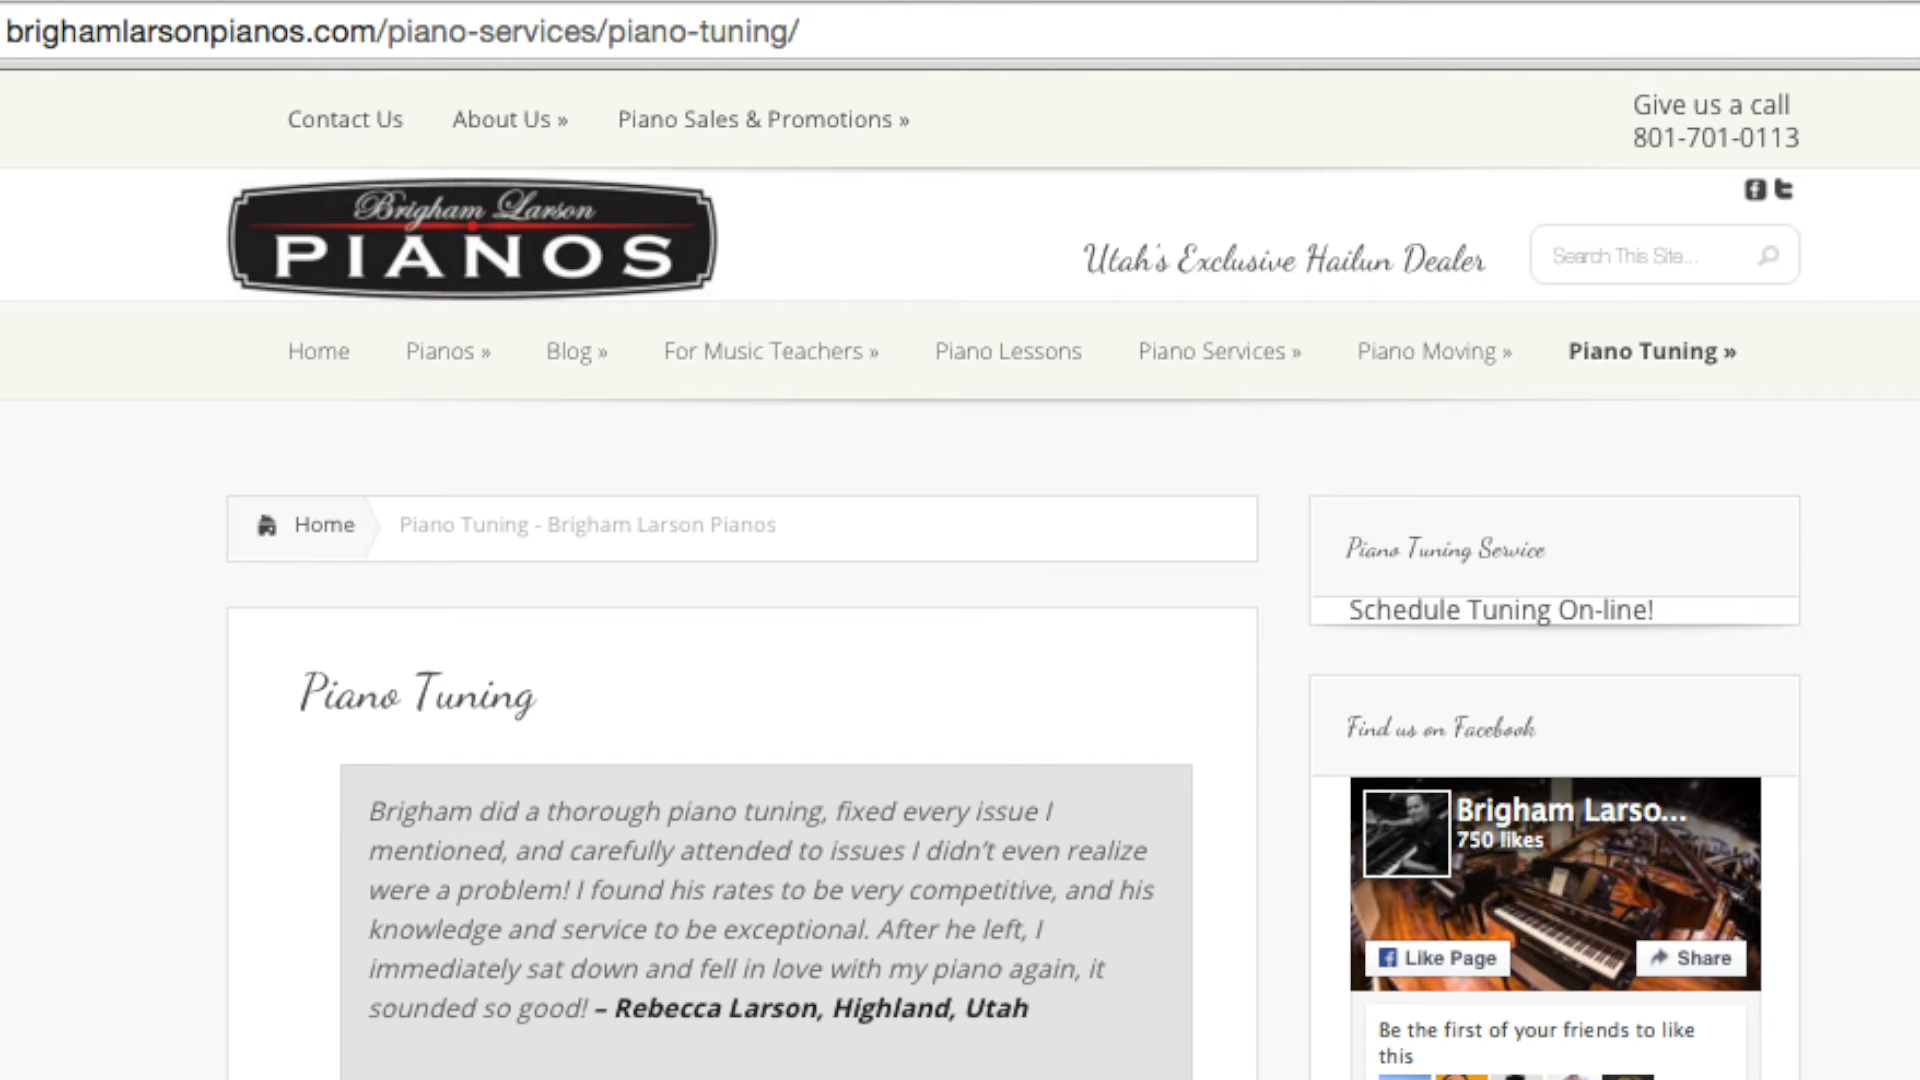 brighamlarsonpianos.com/piano-services/piano-tuning/
Contact Us About Us » Piano Sales & Promotions »
Give us a call
801-701-0113
Brigham Larson
PIANOS
Utah's Exclusive Hailun Dealer
Search This Site...
Home Pianos » Blog » For Music Teachers » Piano Lessons Piano Services » Piano Moving » Piano Tuning »
Home Piano Tuning - Brigham Larson Pianos
Piano Tuning
Brigham did a thorough piano tuning, fixed every issue I
mentioned, and carefully attended to issues I didn't even realize
were a problem! I found his rates to be very competitive, and his
knowledge and service to be exceptional. After he left, I
immediately sat down and fell in love with my piano again, it
sounded so good! – Rebecca Larson, Highland, Utah
Piano Tuning Service
Schedule Tuning On-line!
Find us on Facebook
Brigham Larso...
750 likes
Like Page Share
Be the first of your friends to like
this